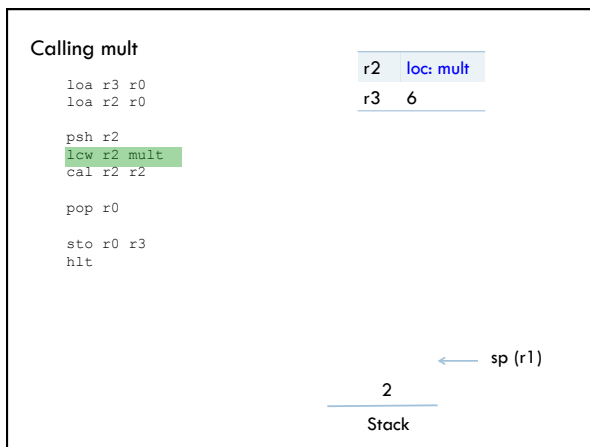 Calling mult
loa r3 r0
loa r2 r0
psh r2
lcw r2 mult
cal r2 r2
pop r0
sto r0 r3
hlt
r2 loc: mult
r3 6
sp (r1)
2
Stack